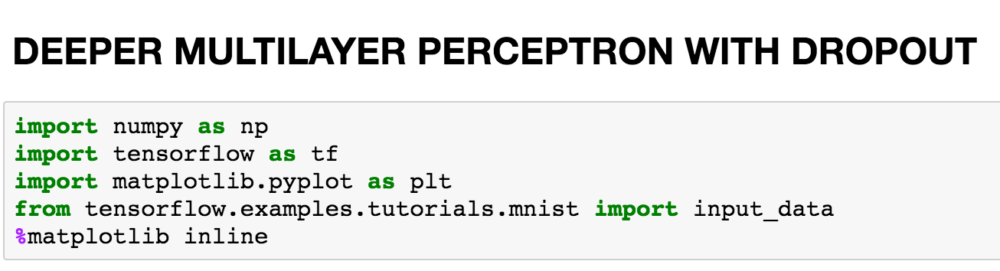 DEEPER MULTILAYER PERCEPTRON WITH DROPOUT
import numpy as np
import tensorflow as tf
import matplotlib.pyplot as plt
from tensorflow.examples.tutorials.mnist import input_data
%matplotlib inline